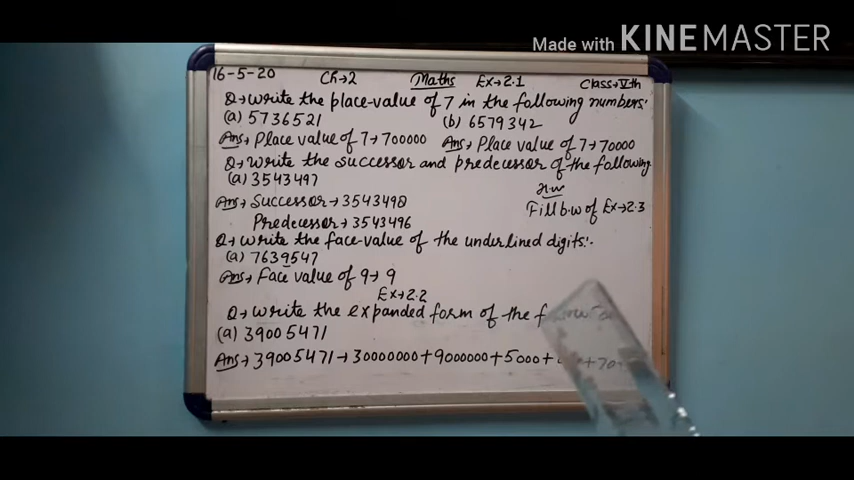 Made with KINEMASTER
16-5-20 Ch→2 Maths Ex→2.1 Class→Vth
Q→ write the place-value of 7 in the following numbers:
(a) 5736521 (b) 6579342
Ans→ Place value of 7→700000 Ans→ Place value of 7→70000
Q→ write the successor and predecessor of the following
(a) 3543497
H.W
Ans→ Successor→3543498
Fill b.w of Ex→2.3
Predecessor→3543496
Q→ write the face-value of the underlined digits:-
(a) 7639547
Ans→ Face value of 9→ 9
Ex→2.2
Q→ write the expanded form of the
(a) 39005471
Ans→ 39005471→30000000+9000000+5000+